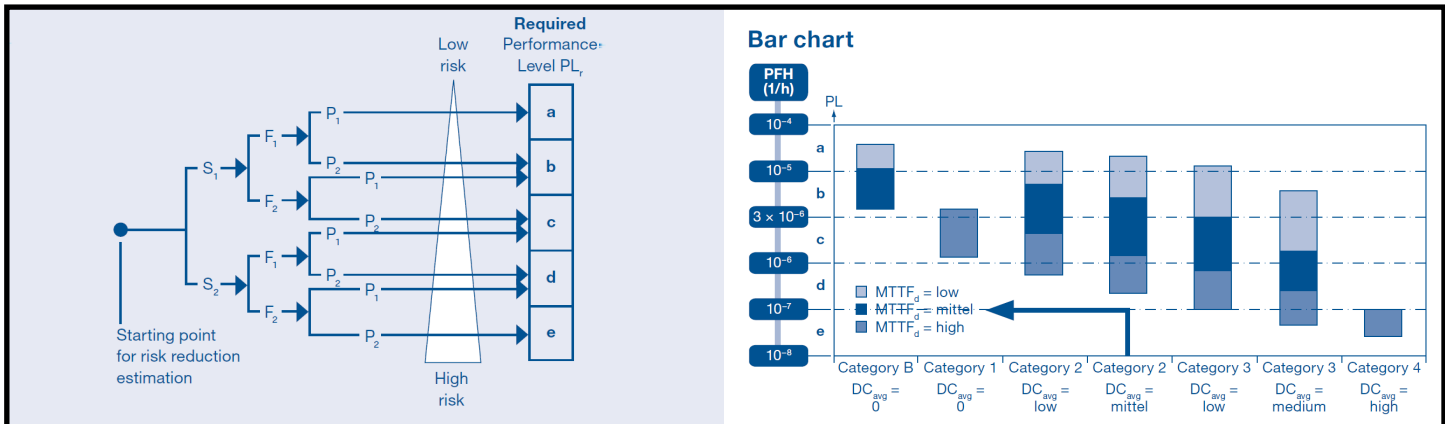 Required
Performance-
Level PLr
Low
risk
a
b
c
d
e
P1
P2
P1
P2
P1
P2
P1
P2
F1
F2
F1
F2
S1
S2
Starting point
for risk reduction
estimation
High
risk
Bar chart
PFH
(1/h)
PL
10⁻⁴
a
10⁻⁵
b
3 × 10⁻⁶
c
10⁻⁶
d
10⁻⁷
e
10⁻⁸
MTTFd = low
MTTFd = mittel
MTTFd = high
Category B
DCavg =
0
Category 1
DCavg =
0
Category 2
DCavg =
low
Category 2
DCavg =
mittel
Category 3
DCavg =
low
Category 3
DCavg =
medium
Category 4
DCavg =
high